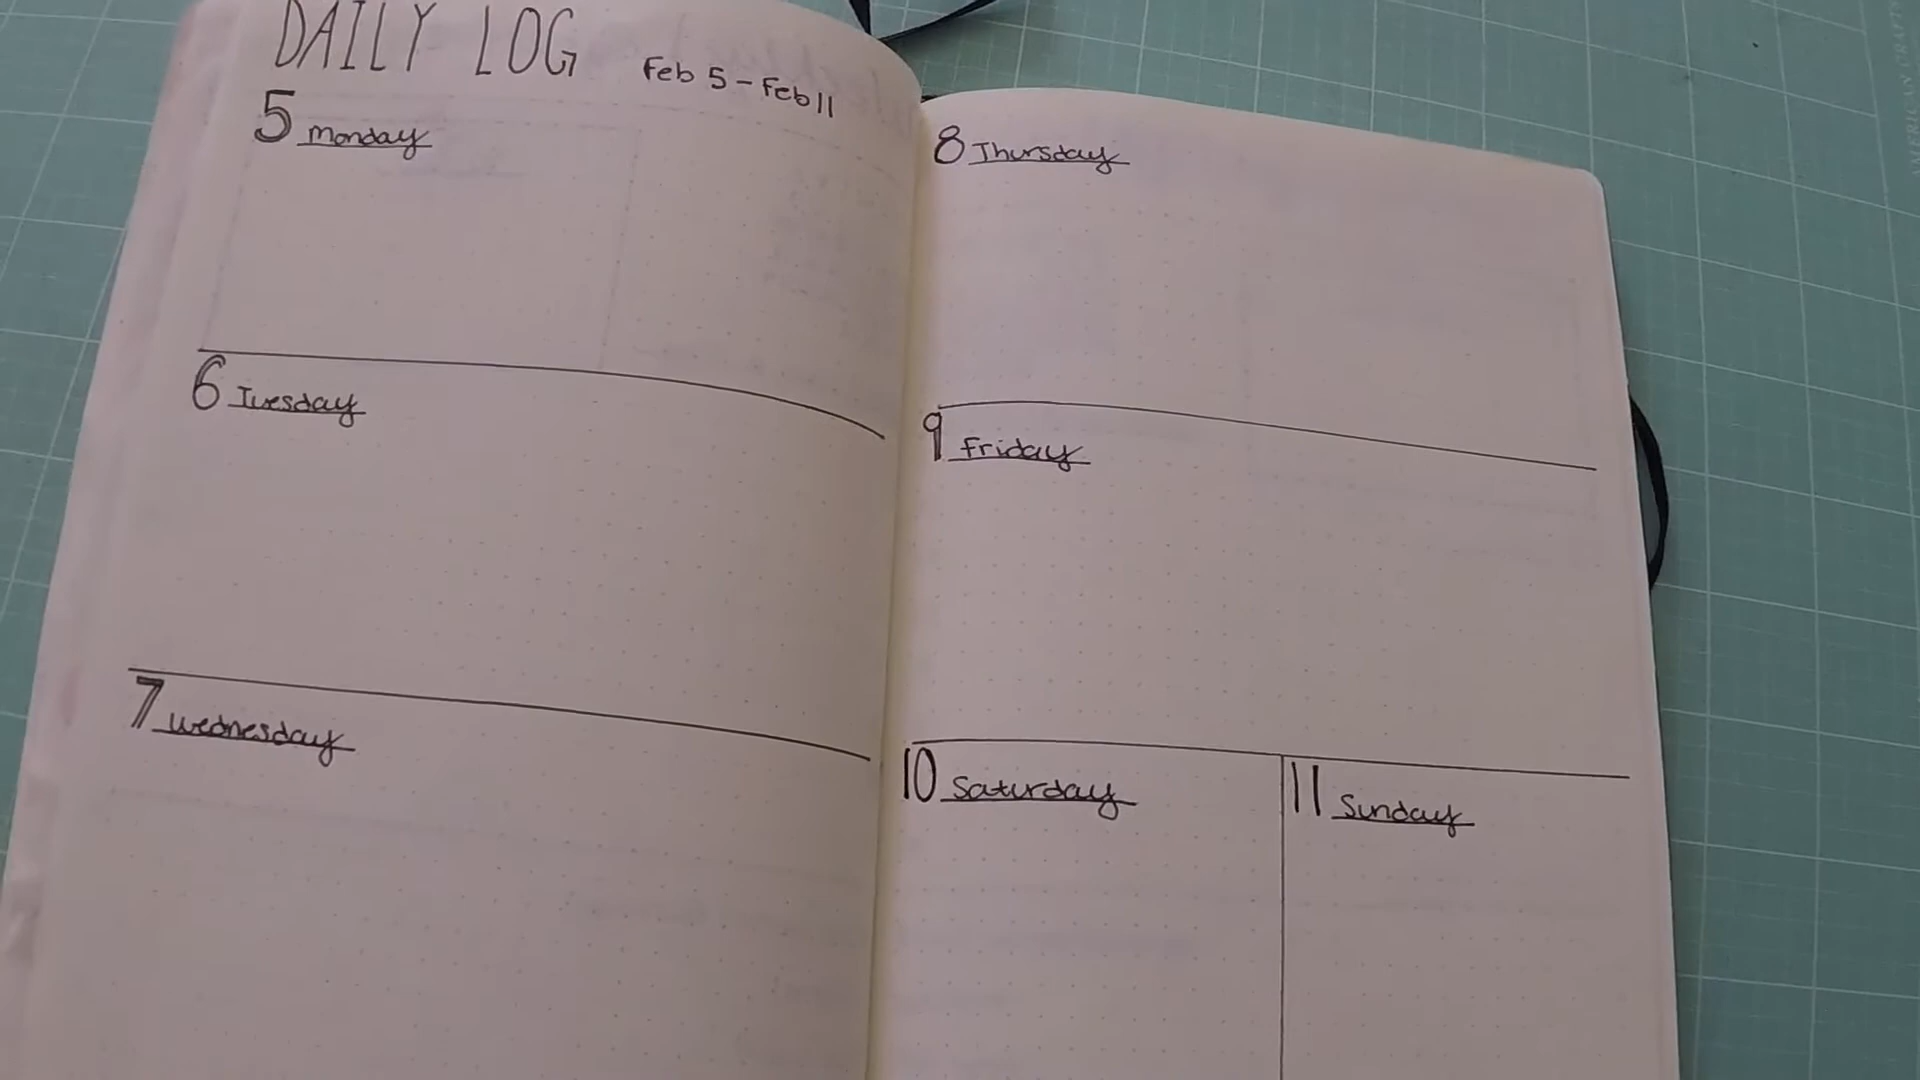 DAILY LOG
Feb 5 - Feb 11
5 Monday
6 Tuesday
7 Wednesday
8 Thursday
9 Friday
10 Saturday
11 Sunday